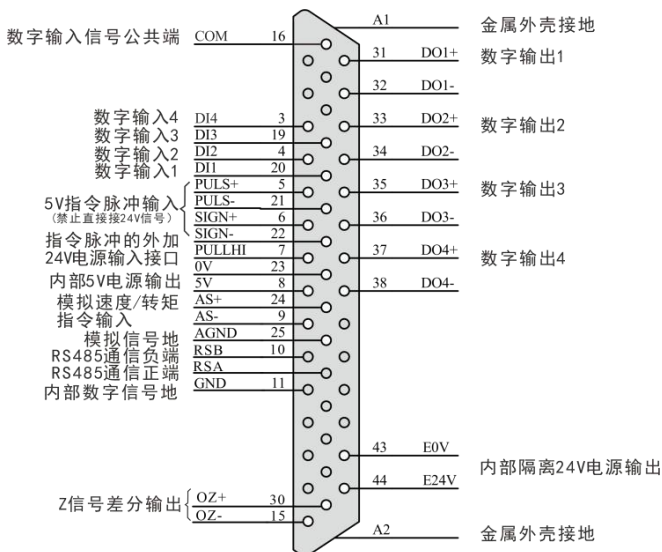 A1 金属外壳接地
数字输入信号公共端 COM 16
31 DO1+ 数字输出1
32 DO1-
数字输入4 DI4 3
33 DO2+ 数字输出2
数字输入3 DI3 19
数字输入2 DI2 4
34 DO2-
数字输入1 DI1 20
5V指令脉冲输入 PULS+ 5
35 DO3+ 数字输出3
(禁止直接接24V信号) PULS- 21
SIGN+ 6
36 DO3-
指令脉冲的外加 SIGN- 22
24V电源输入接口 PULLHI 7
37 DO4+ 数字输出4
0V 23
内部5V电源输出 5V 8
38 DO4-
模拟速度/转矩 AS+ 24
指令输入 AS- 9
模拟信号地 AGND 25
RS485通信负端 RSB 10
RS485通信正端 RSA
内部数字信号地 GND 11
43 E0V
内部隔离24V电源输出
44 E24V
Z信号差分输出 OZ+ 30
OZ- 15
A2 金属外壳接地